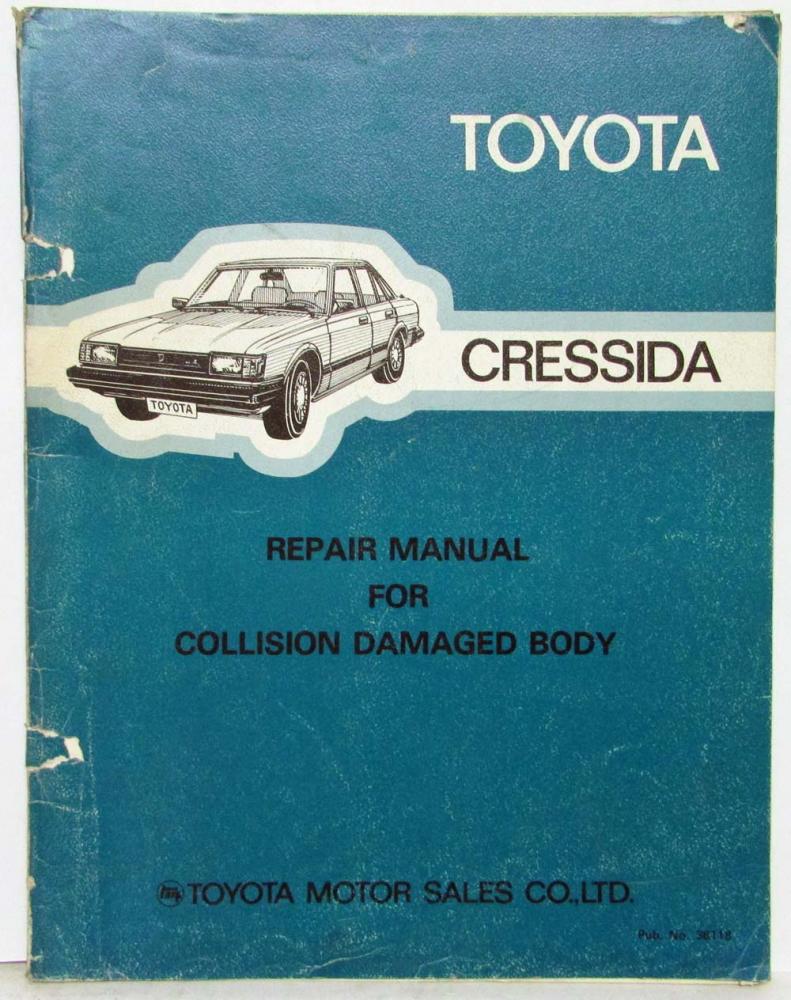 TOYOTA
CRESSIDA
TOYOTA
REPAIR MANUAL
FOR
COLLISION DAMAGED BODY
TOYOTA MOTOR SALES CO.,LTD.
Pub. No. 36118